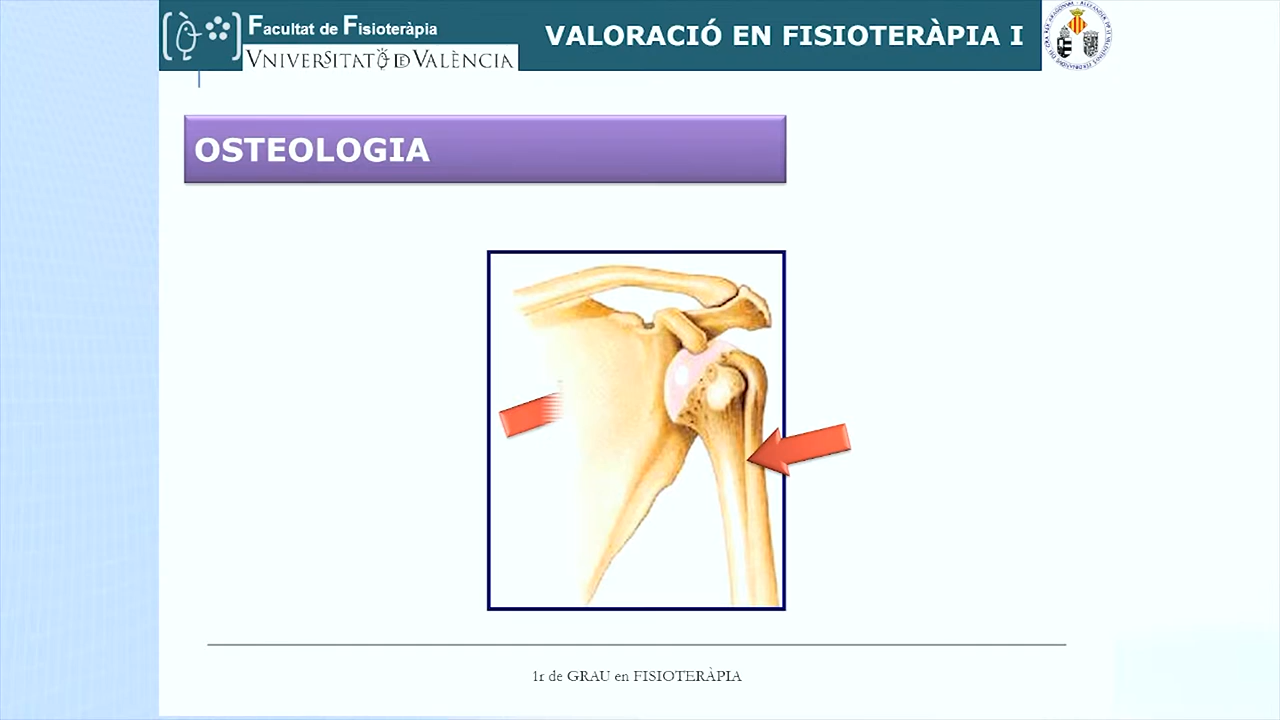 Facultat de Fisioteràpia
VNIVERSITAT DE VALÈNCIA
VALORACIÓ EN FISIOTERÀPIA I
OSTEOLOGIA
1r de GRAU en FISIOTERÀPIA